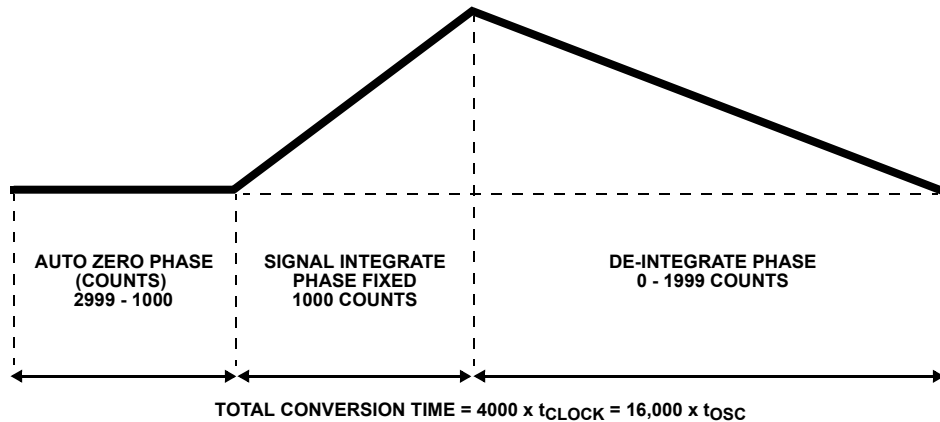 AUTO ZERO PHASE
(COUNTS)
2999 - 1000
SIGNAL INTEGRATE
PHASE FIXED
1000 COUNTS
DE-INTEGRATE PHASE
0 - 1999 COUNTS
TOTAL CONVERSION TIME = 4000 x tCLOCK = 16,000 x tOSC